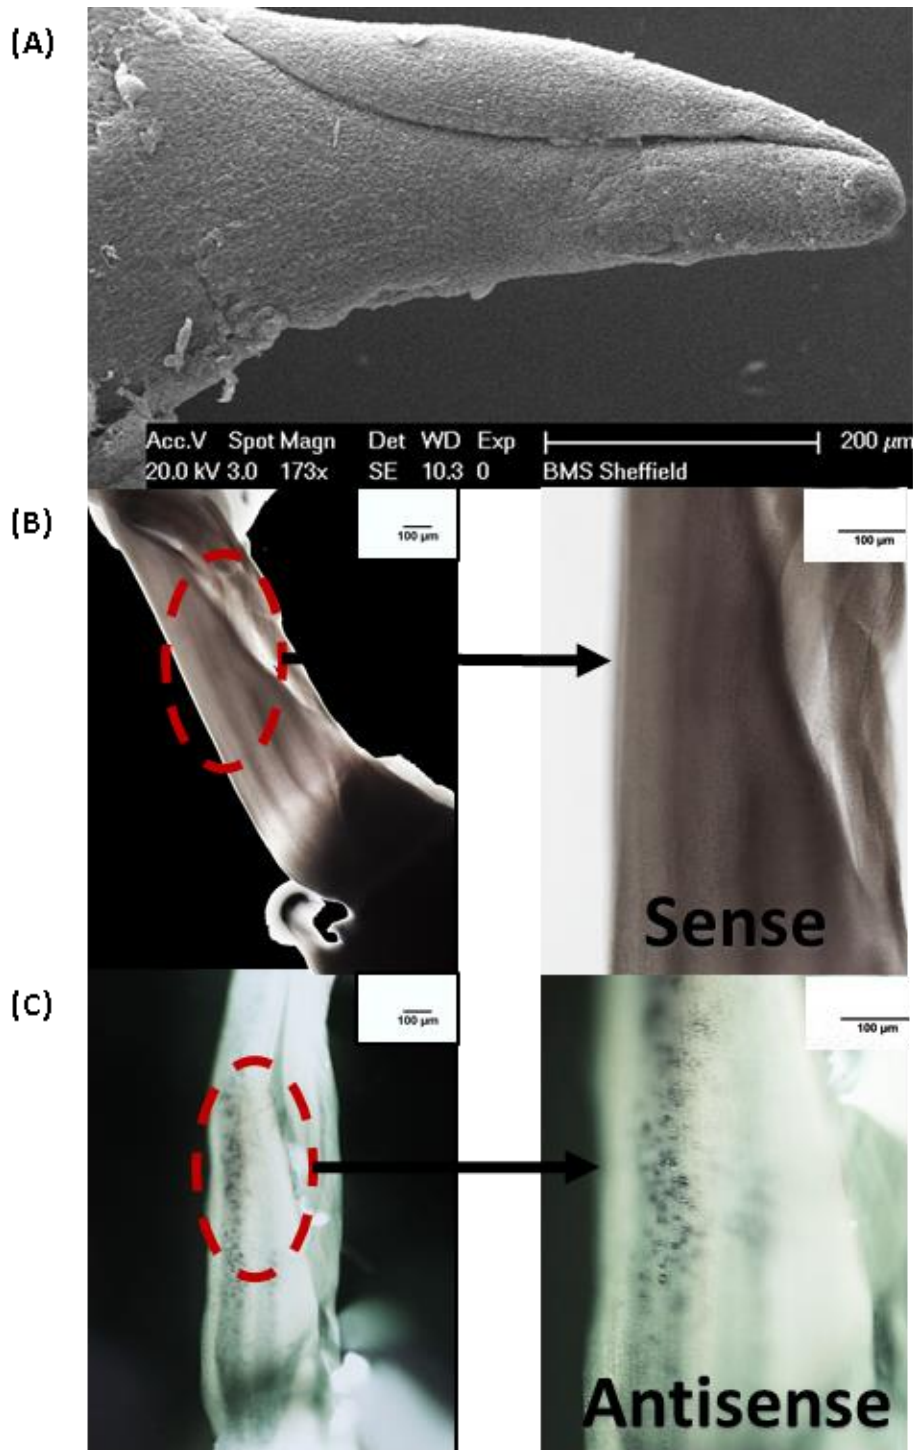 (A)
Acc.V Spot Magn Det WD Exp 200 µm
20.0 kV 3.0 173x SE 10.3 0 BMS Sheffield
(B)
100 µm
100 µm
Sense
(C)
100 µm
100 µm
Antisense